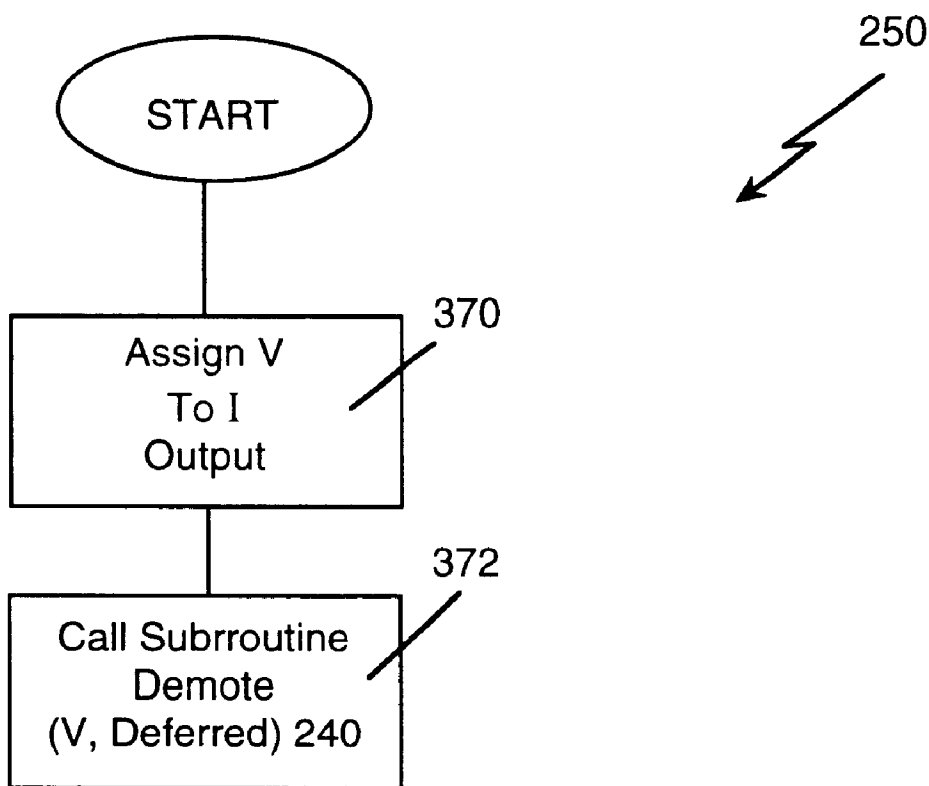 250
START
370
Assign V
To I
Output
372
Call Subrroutine
Demote
(V, Deferred) 240